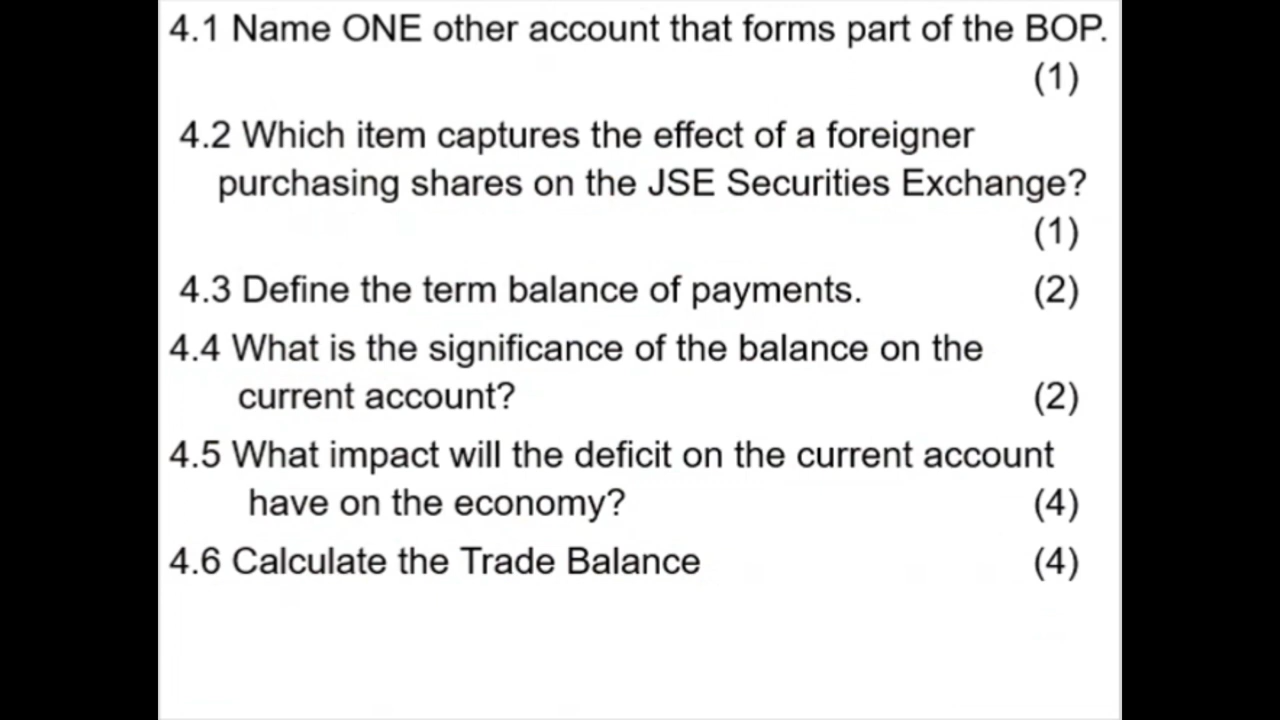 4.1 Name ONE other account that forms part of the BOP.
(1)
4.2 Which item captures the effect of a foreigner
purchasing shares on the JSE Securities Exchange?
(1)
4.3 Define the term balance of payments. (2)
4.4 What is the significance of the balance on the
current account? (2)
4.5 What impact will the deficit on the current account
have on the economy? (4)
4.6 Calculate the Trade Balance (4)